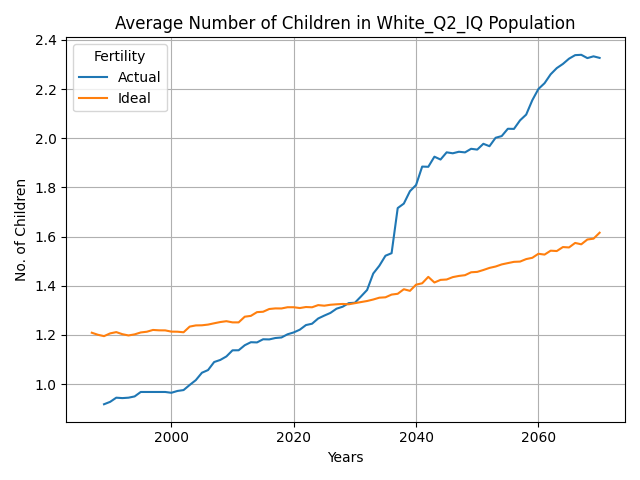 Average Number of Children in White_Q2_IQ Population
Fertility
Actual
Ideal
No. of Children
2.4
2.2
2.0
1.8
1.6
1.4
1.2
1.0
2000
2020
2040
2060
Years